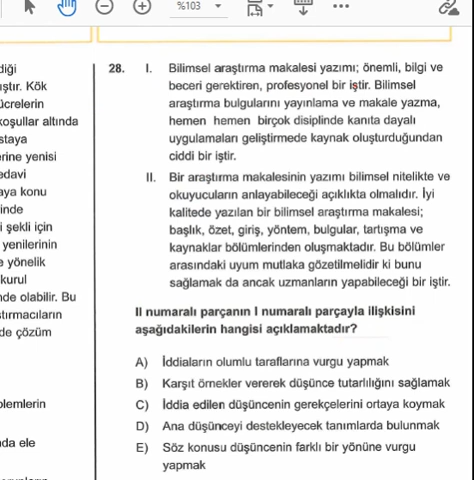 %103
diği
ıştır. Kök
ücrelerin
koşullar altında
staya
erine yenisi
edavi
aya konu
inde
i şekli için
yenilerinin
e yönelik
kurul
nde olabilir. Bu
ştırmacıların
de çözüm
blemlerin
nda ele
28. I. Bilimsel araştırma makalesi yazımı; önemli, bilgi ve
beceri gerektiren, profesyonel bir iştir. Bilimsel
araştırma bulgularını yayınlama ve makale yazma,
hemen hemen birçok disiplinde kanıta dayalı
uygulamaları geliştirmede kaynak oluşturduğundan
ciddi bir iştir.
II. Bir araştırma makalesinin yazımı bilimsel nitelikte ve
okuyucuların anlayabileceği açıklıkta olmalıdır. İyi
kalitede yazılan bir bilimsel araştırma makalesi;
başlık, özet, giriş, yöntem, bulgular, tartışma ve
kaynaklar bölümlerinden oluşmaktadır. Bu bölümler
arasındaki uyum mutlaka gözetilmelidir ki bunu
sağlamak da ancak uzmanların yapabileceği bir iştir.
II numaralı parçanın I numaralı parçayla ilişkisini
aşağıdakilerin hangisi açıklamaktadır?
A) İddiaların olumlu taraflarına vurgu yapmak
B) Karşıt örnekler vererek düşünce tutarlılığını sağlamak
C) İddia edilen düşüncenin gerekçelerini ortaya koymak
D) Ana düşünceyi destekleyecek tanımlarda bulunmak
E) Söz konusu düşüncenin farklı bir yönüne vurgu
yapmak